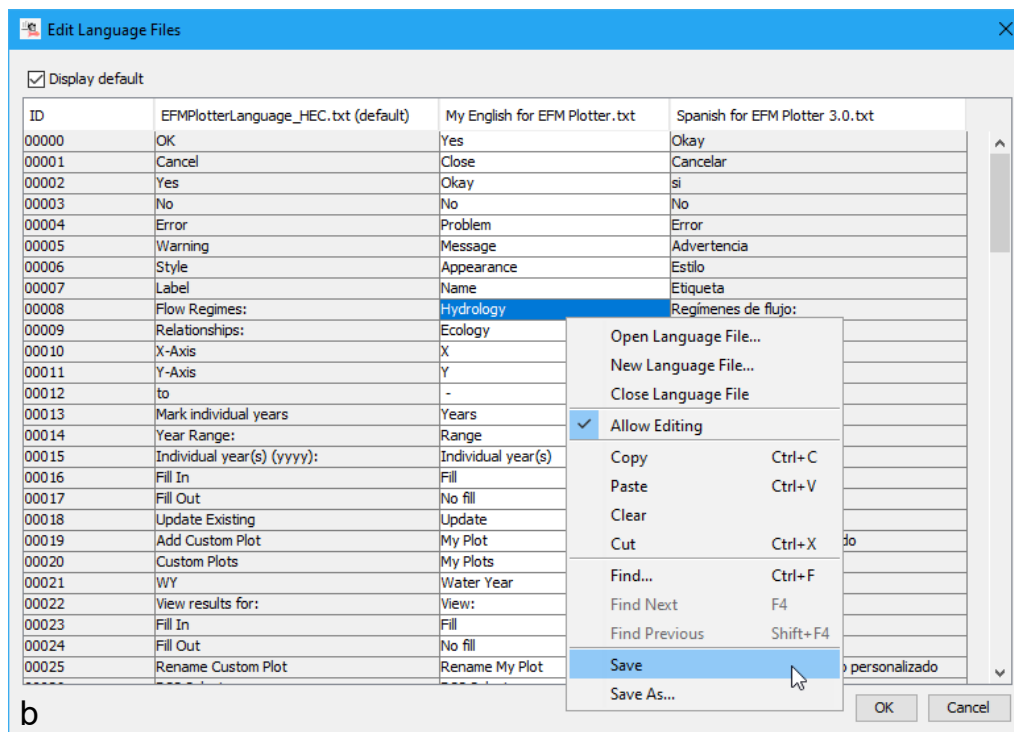 Edit Language Files
Display default
ID EFMPlotterLanguage_HEC.txt (default) My English for EFM Plotter.txt Spanish for EFM Plotter 3.0.txt
00000 OK Yes Okay
00001 Cancel Close Cancelar
00002 Yes Okay si
00003 No No No
00004 Error Problem Error
00005 Warning Message Advertencia
00006 Style Appearance Estilo
00007 Label Name Etiqueta
00008 Flow Regimes: Hydrology Regímenes de flujo:
00009 Relationships: Ecology
00010 X-Axis X
00011 Y-Axis Y
00012 to -
00013 Mark individual years Years
00014 Year Range: Range
00015 Individual year(s) (yyyy): Individual year(s)
00016 Fill In Fill
00017 Fill Out No fill
00018 Update Existing Update
00019 Add Custom Plot My Plot do
00020 Custom Plots My Plots
00021 WY Water Year
00022 View results for: View:
00023 Fill In Fill
00024 Fill Out No fill
00025 Rename Custom Plot Rename My Plot o personalizado
Open Language File...
New Language File...
Close Language File
Allow Editing
Copy Ctrl+C
Paste Ctrl+V
Clear
Cut Ctrl+X
Find... Ctrl+F
Find Next F4
Find Previous Shift+F4
Save
Save As...
OK Cancel
b